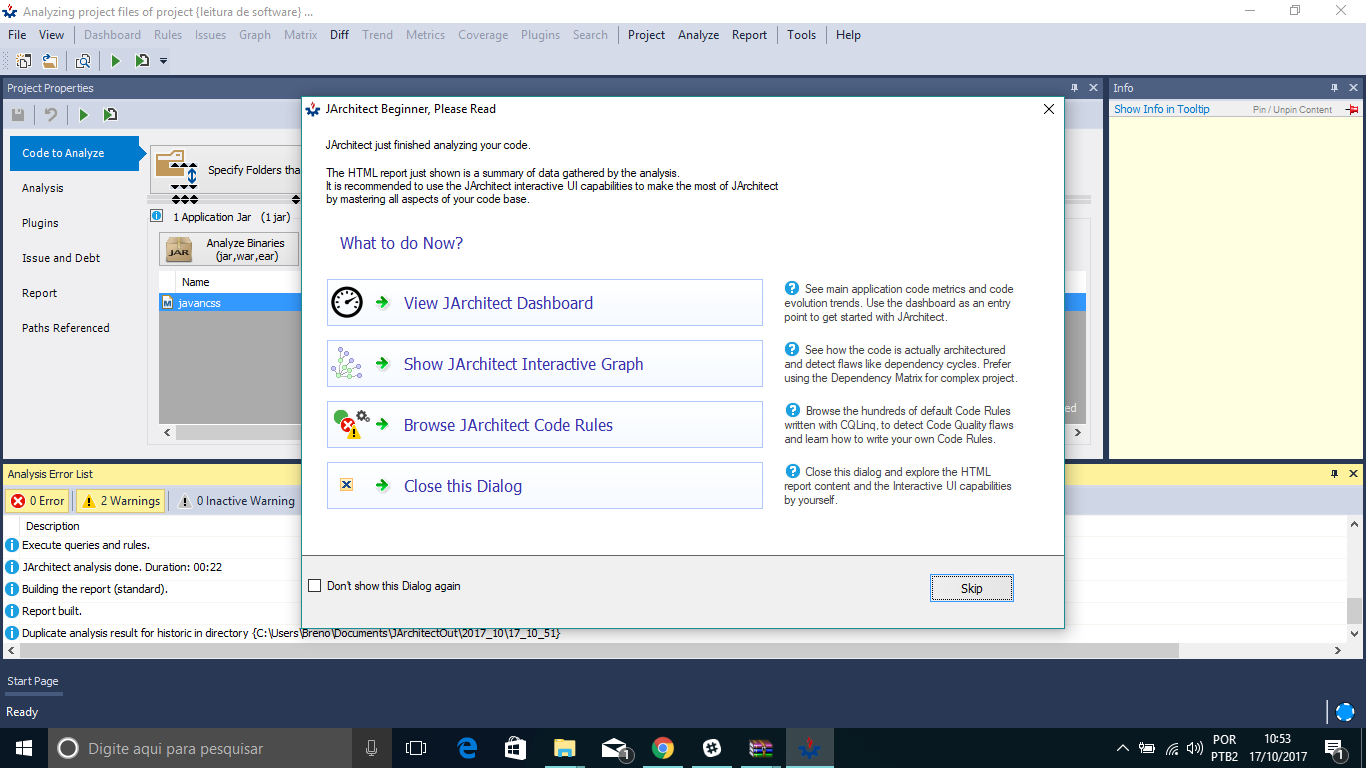 Analyzing project files of project {leitura de software} ...
File View Dashboard Rules Issues Graph Matrix Diff Trend Metrics Coverage Plugins Search Project Analyze Report Tools Help
Project Properties
Info
Show Info in Tooltip Pin / Unpin Content
Code to Analyze
Analysis
Plugins
Issue and Debt
Report
Paths Referenced
Specify Folders tha
1 Application Jar (1 jar)
JAR
Analyze Binaries
(jar,war,ear)
Name
M javancss
ed
JArchitect Beginner, Please Read
JArchitect just finished analyzing your code.
The HTML report just shown is a summary of data gathered by the analysis.
It is recommended to use the JArchitect interactive UI capabilities to make the most of JArchitect
by mastering all aspects of your code base.
What to do Now?
View JArchitect Dashboard
See main application code metrics and code
evolution trends. Use the dashboard as an entry
point to get started with JArchitect.
Show JArchitect Interactive Graph
See how the code is actually architectured
and detect flaws like dependency cycles. Prefer
using the Dependency Matrix for complex project.
Browse JArchitect Code Rules
Browse the hundreds of default Code Rules
written with CQLinq, to detect Code Quality flaws
and learn how to write your own Code Rules.
Close this Dialog
Close this dialog and explore the HTML
report content and the Interactive UI capabilities
by yourself.
Don't show this Dialog again
Skip
Analysis Error List
0 Error 2 Warnings 0 Inactive Warning
Description
Execute queries and rules.
JArchitect analysis done. Duration: 00:22
Building the report (standard).
Report built.
Duplicate analysis result for historic in directory {C:\Users\Breno\Documents\JArchitectOut\2017_10\17_10_51}
Start Page
Ready
Digite aqui para pesquisar
1
POR
PTB2
10:53
17/10/2017
1